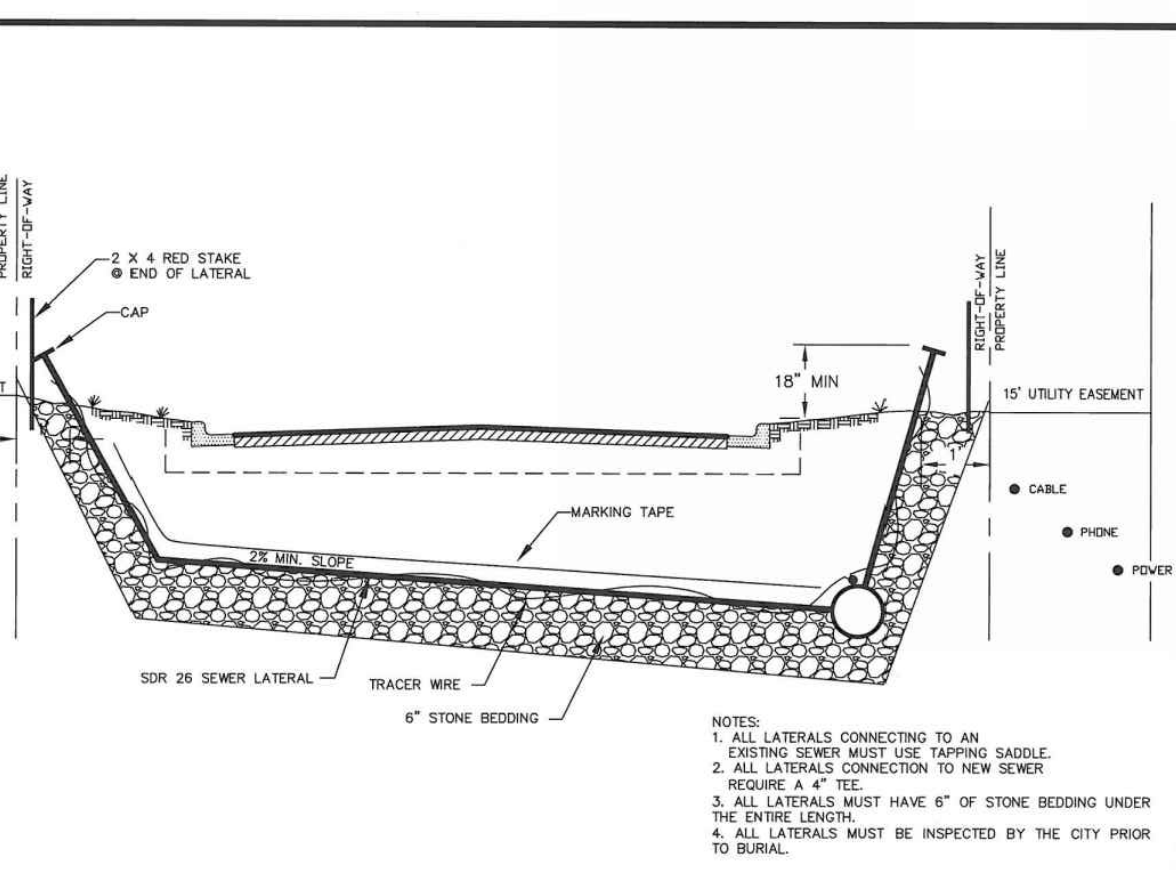 PROPERTY LINE
RIGHT-OF-WAY
2 X 4 RED STAKE
@ END OF LATERAL
CAP
18" MIN
RIGHT-OF-WAY
PROPERTY LINE
T
15' UTILITY EASEMENT
1'
CABLE
PHONE
POWER
MARKING TAPE
2% MIN. SLOPE
SDR 26 SEWER LATERAL
TRACER WIRE
6" STONE BEDDING
NOTES:
1. ALL LATERALS CONNECTING TO AN
EXISTING SEWER MUST USE TAPPING SADDLE.
2. ALL LATERALS CONNECTION TO NEW SEWER
REQUIRE A 4" TEE.
3. ALL LATERALS MUST HAVE 6" OF STONE BEDDING UNDER
THE ENTIRE LENGTH.
4. ALL LATERALS MUST BE INSPECTED BY THE CITY PRIOR
TO BURIAL.